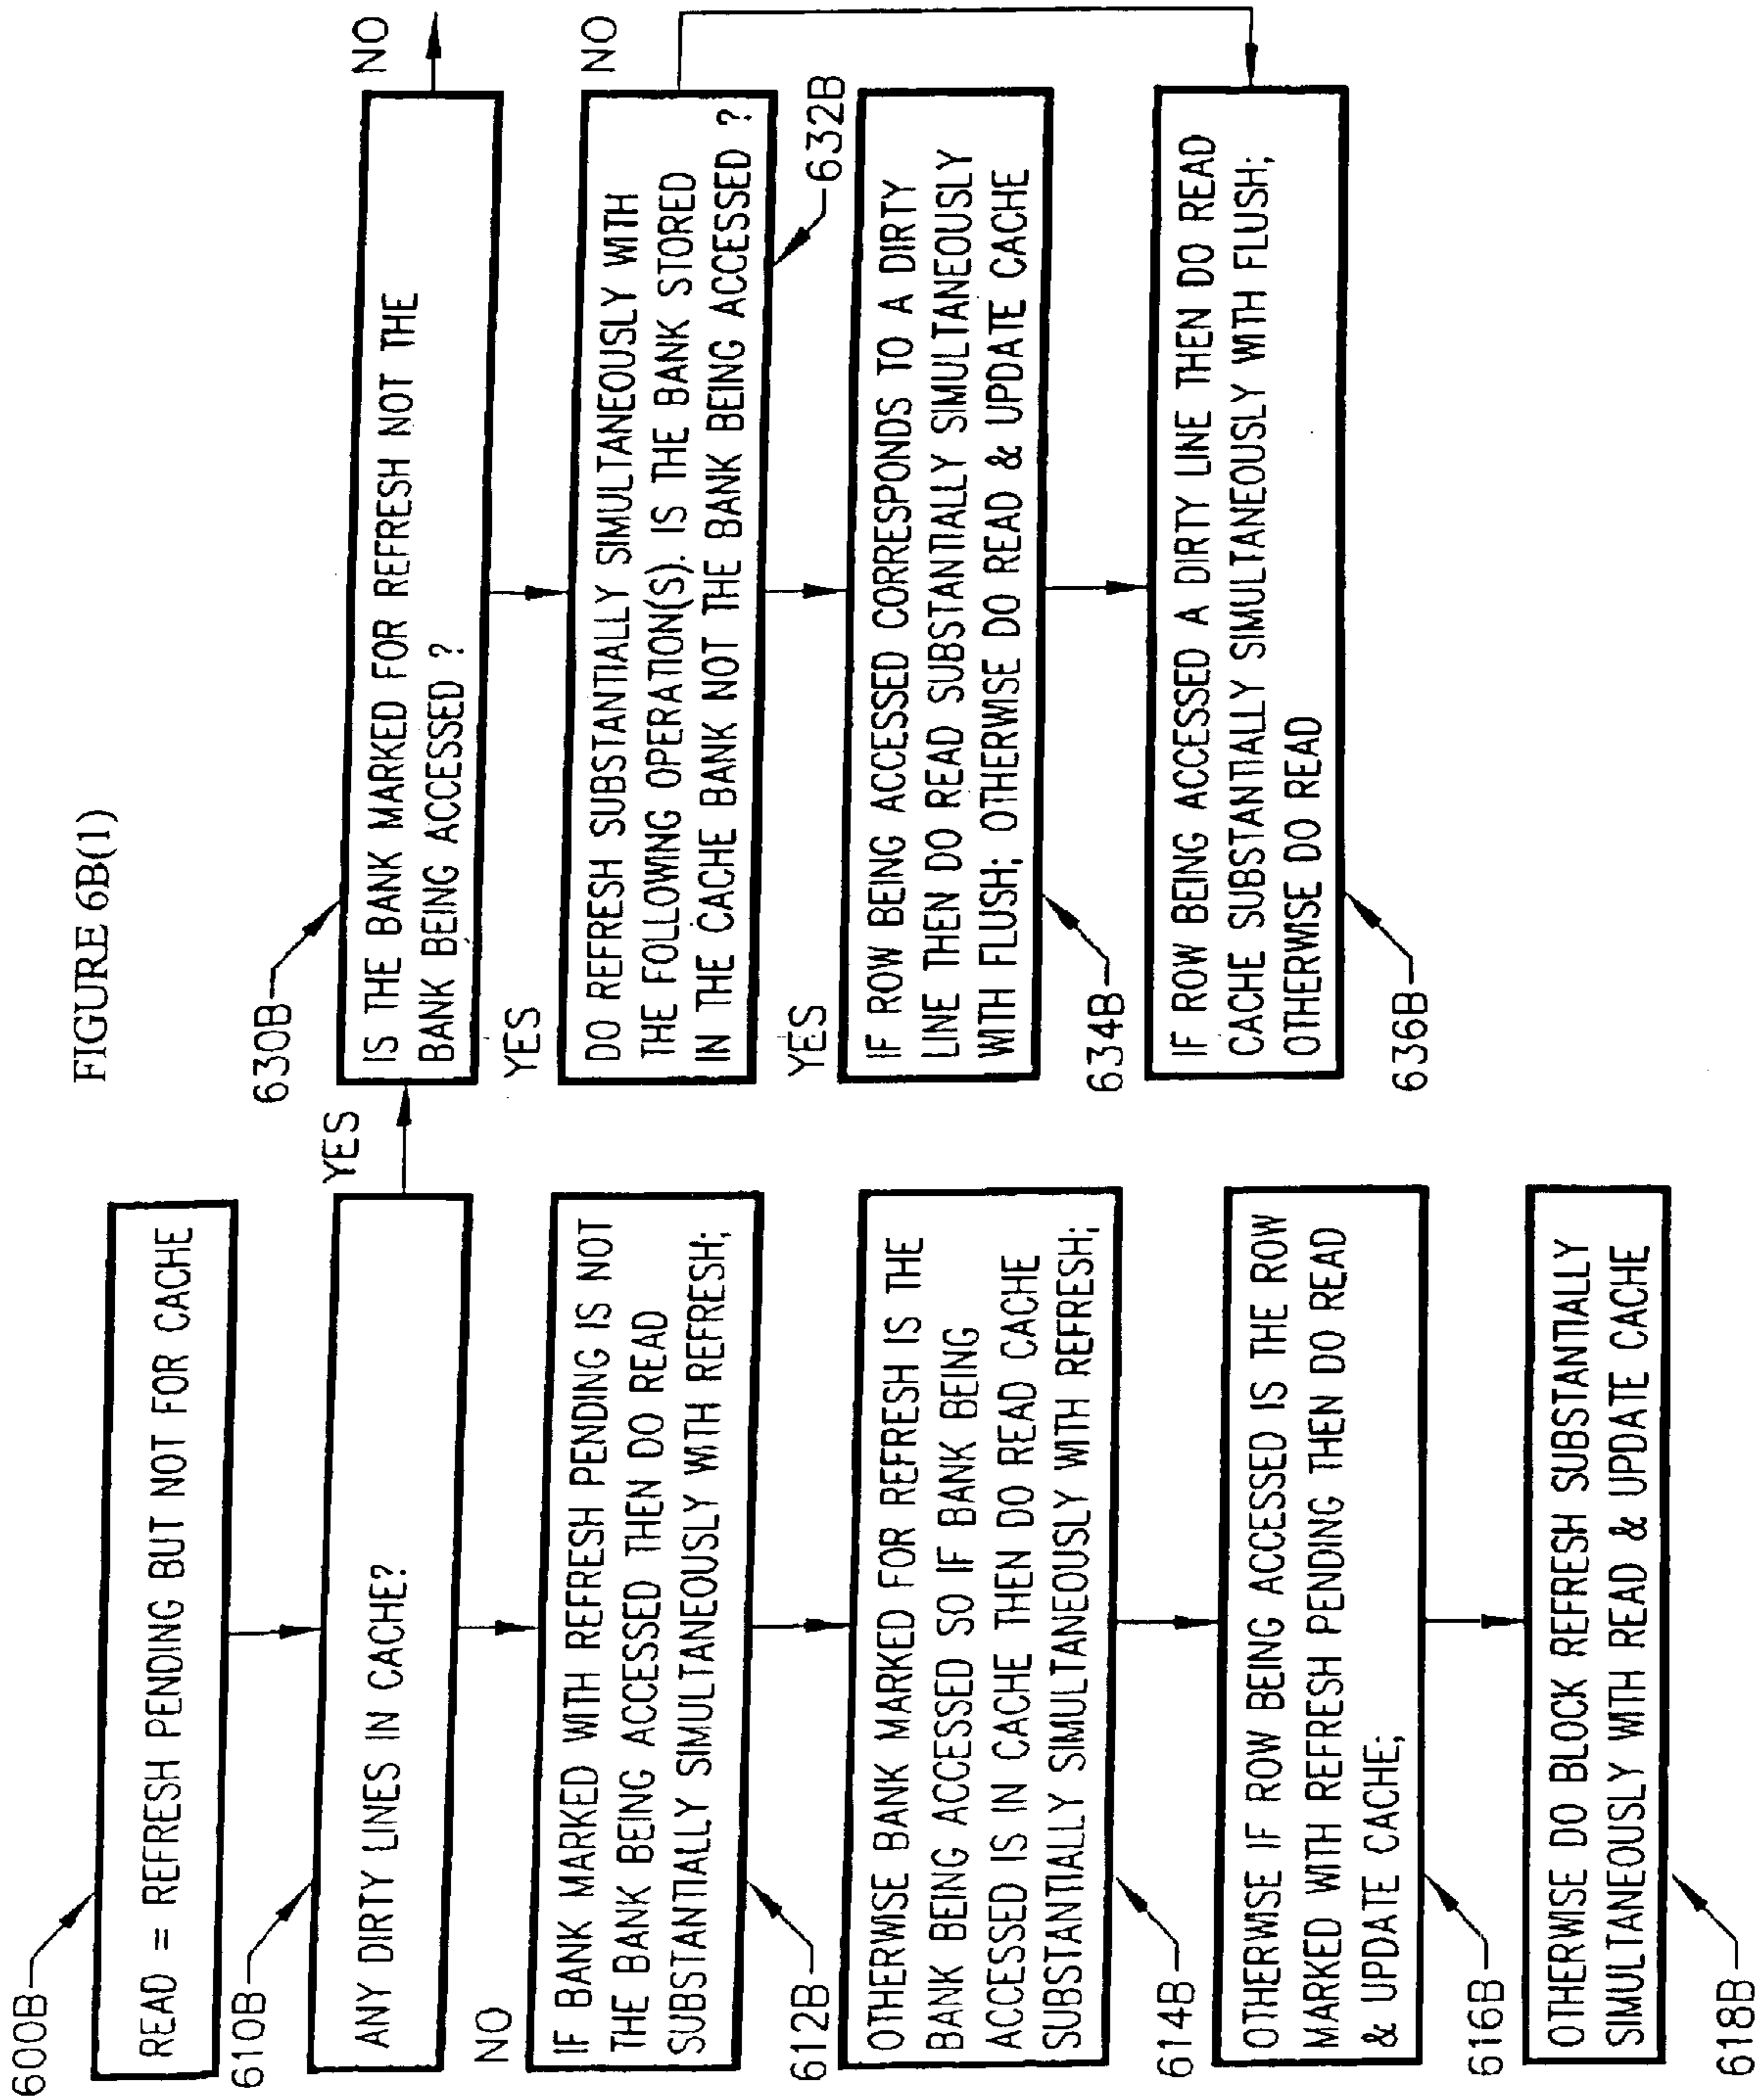 FIGURE 6B(1)
600B
READ = REFRESH PENDING BUT NOT FOR CACHE
610B
ANY DIRTY LINES IN CACHE?
YES
NO
IF BANK MARKED WITH REFRESH PENDING IS NOT
THE BANK BEING ACCESSED THEN DO READ
SUBSTANTIALLY SIMULTANEOUSLY WITH REFRESH;
612B
OTHERWISE BANK MARKED FOR REFRESH IS THE
BANK BEING ACCESSED SO IF BANK BEING
ACCESSED IS IN CACHE THEN DO READ CACHE
SUBSTANTIALLY SIMULTANEOUSLY WITH REFRESH;
614B
OTHERWISE IF ROW BEING ACCESSED IS THE ROW
MARKED WITH REFRESH PENDING THEN DO READ
& UPDATE CACHE;
616B
OTHERWISE DO BLOCK REFRESH SUBSTANTIALLY
SIMULTANEOUSLY WITH READ & UPDATE CACHE
618B
630B
IS THE BANK MARKED FOR REFRESH NOT THE
BANK BEING ACCESSED ?
NO
YES
DO REFRESH SUBSTANTIALLY SIMULTANEOUSLY WITH
THE FOLLOWING OPERATION(S). IS THE BANK STORED
IN THE CACHE BANK NOT THE BANK BEING ACCESSED ?
NO
632B
YES
IF ROW BEING ACCESSED CORRESPONDS TO A DIRTY
LINE THEN DO READ SUBSTANTIALLY SIMULTANEOUSLY
WITH FLUSH; OTHERWISE DO READ & UPDATE CACHE
634B
IF ROW BEING ACCESSED A DIRTY LINE THEN DO READ
CACHE SUBSTANTIALLY SIMULTANEOUSLY WITH FLUSH;
OTHERWISE DO READ
636B